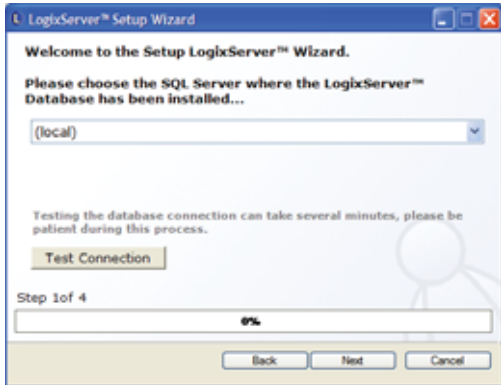 LogixServer™ Setup Wizard
Welcome to the Setup LogixServer™ Wizard.
Please choose the SQL Server where the LogixServer™
Database has been installed...
(local)
Testing the database connection can take several minutes, please be
patient during this process.
Test Connection
Step 1of 4
0%
Back Next Cancel